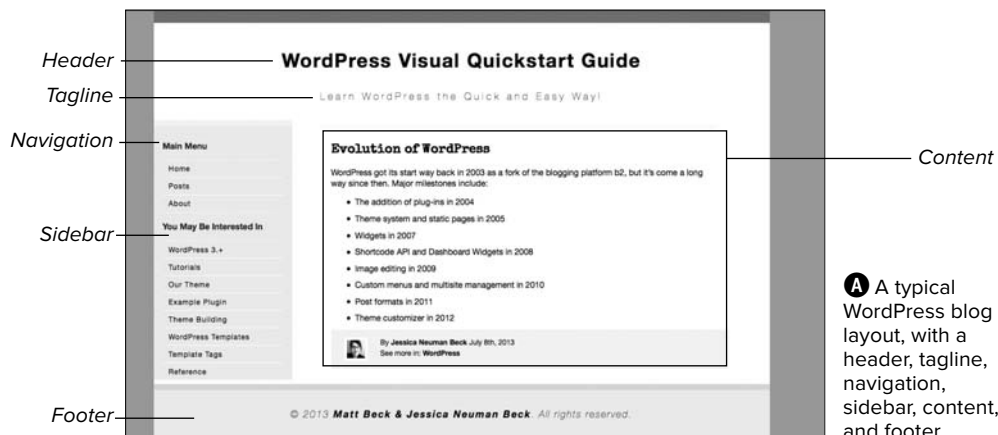 Header
WordPress Visual Quickstart Guide
Tagline
Learn WordPress the Quick and Easy Way!
Navigation
Main Menu
Home
Posts
About
Sidebar
You May Be Interested In
WordPress 3.+
Tutorials
Our Theme
Example Plugin
Theme Building
WordPress Templates
Template Tags
Reference
Content
Evolution of WordPress
WordPress got its start way back in 2003 as a fork of the blogging platform b2, but it's come a long
way since then. Major milestones include:
• The addition of plug-ins in 2004
• Theme system and static pages in 2005
• Widgets in 2007
• Shortcode API and Dashboard Widgets in 2008
• Image editing in 2009
• Custom menus and multisite management in 2010
• Post formats in 2011
• Theme customizer in 2012
By Jessica Neuman Beck July 8th, 2013
See more in: WordPress
Footer
© 2013 Matt Beck & Jessica Neuman Beck. All rights reserved.
A A typical
WordPress blog
layout, with a
header, tagline,
navigation,
sidebar, content,
and footer